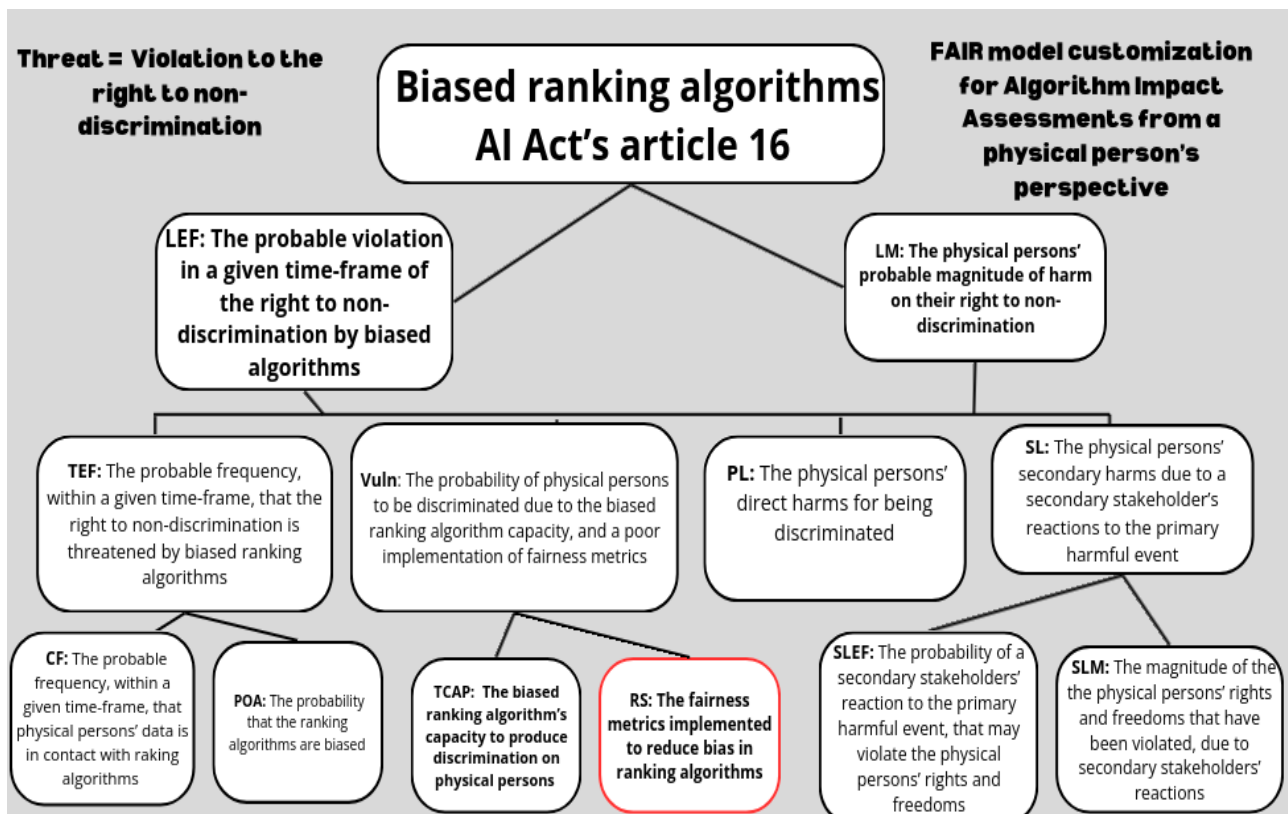 Threat = Violation to the
right to non-
discrimination
Biased ranking algorithms
AI Act's article 16
FAIR model customization
for Algorithm Impact
Assessments from a
physical person's
perspective
LEF: The probable violation
in a given time-frame of
the right to non-
discrimination by biased
algorithms
LM: The physical persons'
probable magnitude of harm
on their right to non-
discrimination
TEF: The probable frequency,
within a given time-frame, that the
right to non-discrimination is
threatened by biased ranking
algorithms
Vuln: The probability of physical persons
to be discriminated due to the biased
ranking algorithm capacity, and a poor
implementation of fairness metrics
PL: The physical persons'
direct harms for being
discriminated
SL: The physical persons'
secondary harms due to a
secondary stakeholder's
reactions to the primary
harmful event
CF: The probable
frequency, within a
given time-frame, that
physical persons' data is
in contact with raking
algorithms
POA: The probability
that the ranking
algorithms are biased
TCAP: The biased
ranking algorithm's
capacity to produce
discrimination on
physical persons
RS: The fairness
metrics implemented
to reduce bias in
ranking algorithms
SLEF: The probability of a
secondary stakeholders'
reaction to the primary
harmful event, that may
violate the physical
persons' rights and
freedoms
SLM: The magnitude of the
the physical persons' rights
and freedoms that have
been violated, due to
secondary stakeholders'
reactions